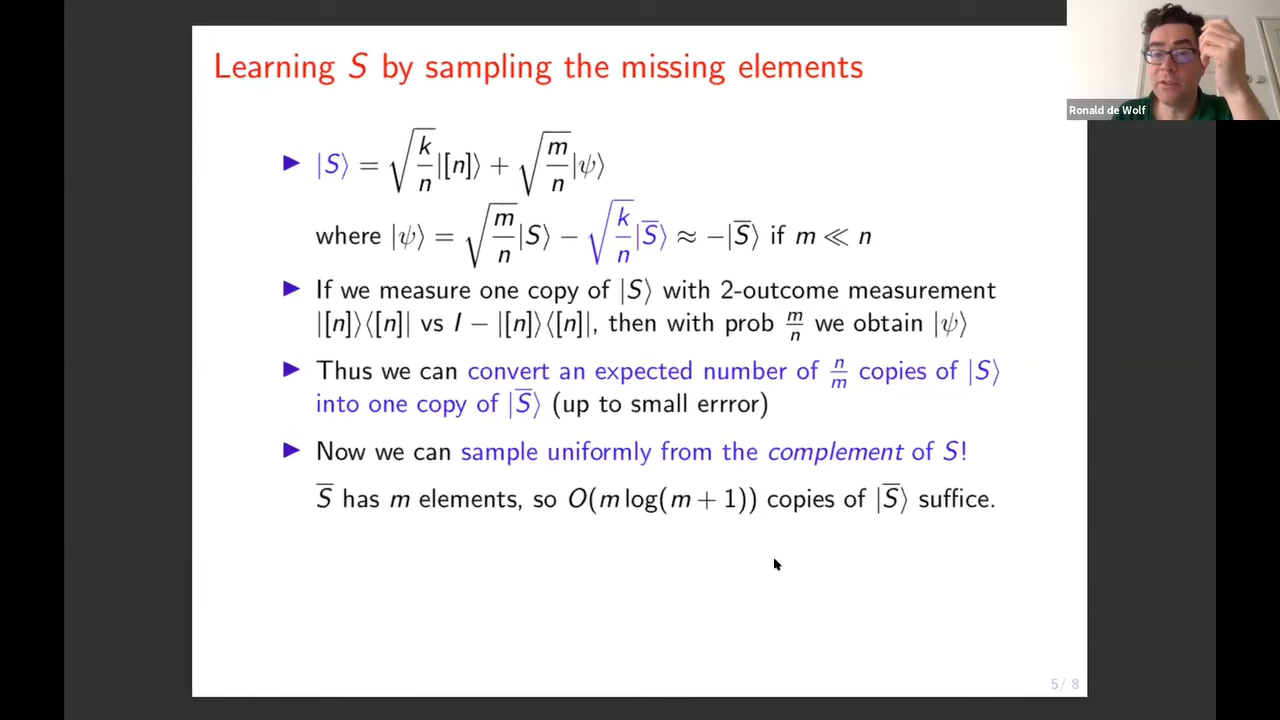 Learning S by sampling the missing elements
Ronald de Wolf
▶ |S⟩ = √(k/n) |[n]⟩ + √(m/n) |ψ⟩
where |ψ⟩ = √(m/n) |S⟩ − √(k/n) |S̅⟩ ≈ −|S̅⟩ if m ≪ n
▶ If we measure one copy of |S⟩ with 2-outcome measurement
|[n]⟩⟨[n]| vs I − |[n]⟩⟨[n]|, then with prob m/n we obtain |ψ⟩
▶ Thus we can convert an expected number of n/m copies of |S⟩
into one copy of |S̅⟩ (up to small errror)
▶ Now we can sample uniformly from the complement of S!
S̅ has m elements, so O(m log(m + 1)) copies of |S̅⟩ suffice.
5/ 8